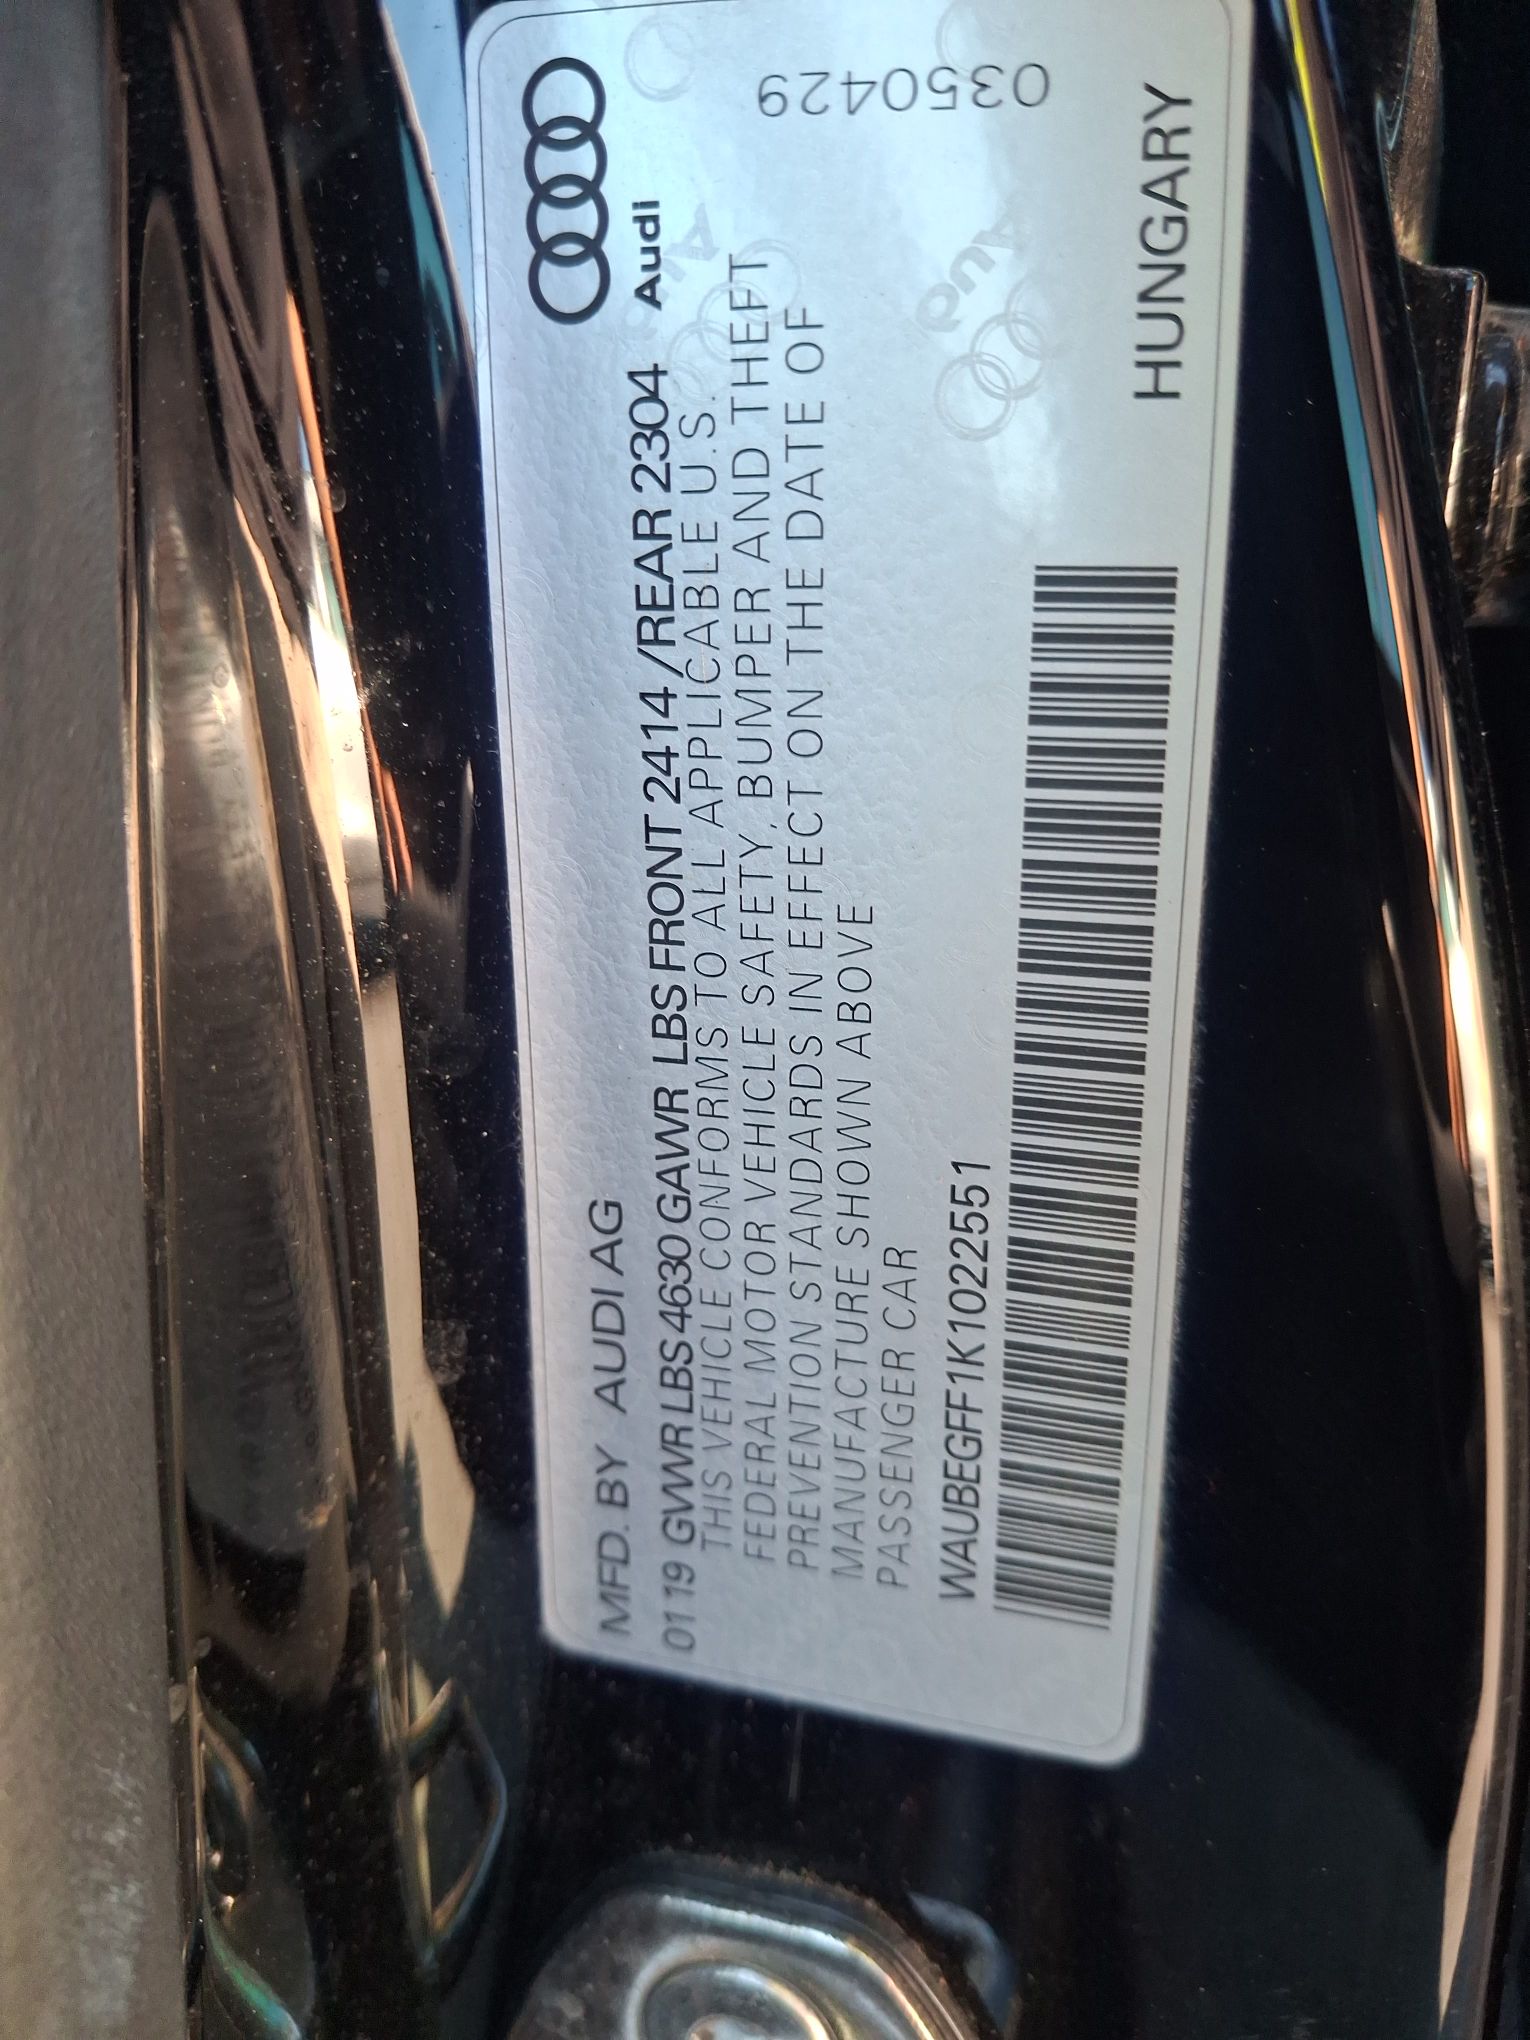 MFD. BY AUDI AG
Audi
01 19 GVWR LBS 4630 GAWR LBS FRONT 2414 /REAR 2304
THIS VEHICLE CONFORMS TO ALL APPLICABLE U.S.
FEDERAL MOTOR VEHICLE SAFETY, BUMPER AND THEFT
PREVENTION STANDARDS IN EFFECT ON THE DATE OF
MANUFACTURE SHOWN ABOVE
PASSENGER CAR
WAUBEGFF1K1022551
0350429
HUNGARY
Audi
Audi